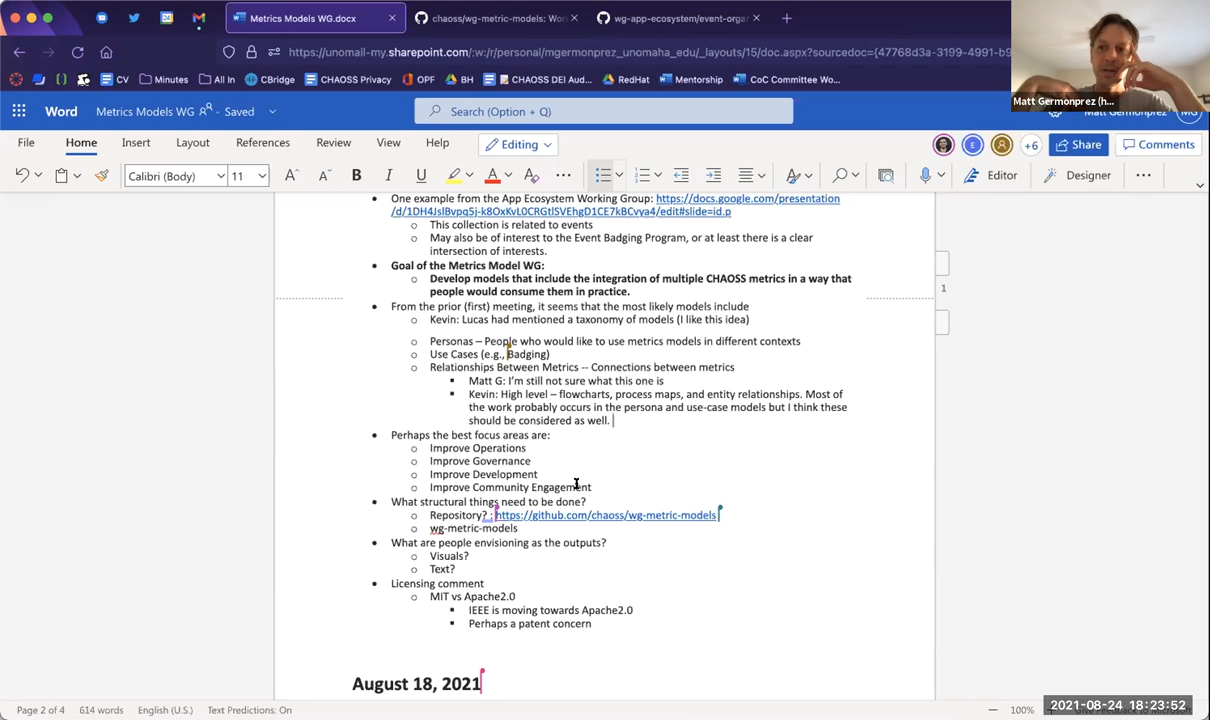 Metrics Models WG.docx
chaoss/wg-metric-models: Wor
wg-app-ecosystem/event-organ
https://unomail-my.sharepoint.com/:w:/r/personal/mgermonprez_unomaha_edu/_layouts/15/doc.aspx?sourcedoc={47768d3a-3199-4991-b9
CV Minutes All In CBridge CHAOSS Privacy OPF BH CHAOSS DEI Aud... RedHat Mentorship CoC Committee Wo...
Matt Germonprez (h...
Word Metrics Models WG - Saved Search (Option + Q) Matt Germonprez MG
File Home Insert Layout References Review View Help Editing E A +6 Share Comments
Calibri (Body) 11 A A B I U A A Editor Designer
One example from the App Ecosystem Working Group: https://docs.google.com/presentation
/d/1DH4JslBvpq5j-k8OxKvL0CRGtlSVEhgD1CE7kBCvya4/edit#slide=id.p
This collection is related to events
May also be of interest to the Event Badging Program, or at least there is a clear
intersection of interests.
Goal of the Metrics Model WG:
Develop models that include the integration of multiple CHAOSS metrics in a way that
people would consume them in practice.
1
From the prior (first) meeting, it seems that the most likely models include
Kevin: Lucas had mentioned a taxonomy of models (I like this idea)
Personas – People who would like to use metrics models in different contexts
Use Cases (e.g., Badging)
Relationships Between Metrics -- Connections between metrics
Matt G: I'm still not sure what this one is
Kevin: High level – flowcharts, process maps, and entity relationships. Most of
the work probably occurs in the persona and use-case models but I think these
should be considered as well.
Perhaps the best focus areas are:
Improve Operations
Improve Governance
Improve Development
Improve Community Engagement
What structural things need to be done?
Repository? : https://github.com/chaoss/wg-metric-models
wg-metric-models
What are people envisioning as the outputs?
Visuals?
Text?
Licensing comment
MIT vs Apache2.0
IEEE is moving towards Apache2.0
Perhaps a patent concern
August 18, 2021
Page 2 of 4 614 words English (U.S.) Text Predictions: On 100% Give Feedback to Microsoft
2021-08-24 18:23:52